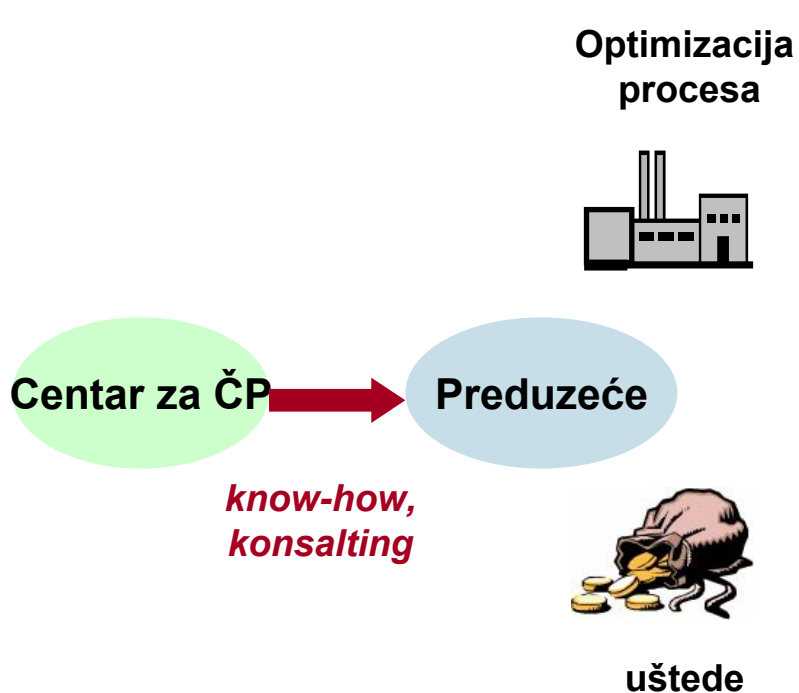 Optimizacija
procesa
Centar za ČP
Preduzeće
know-how,
konsalting
uštede